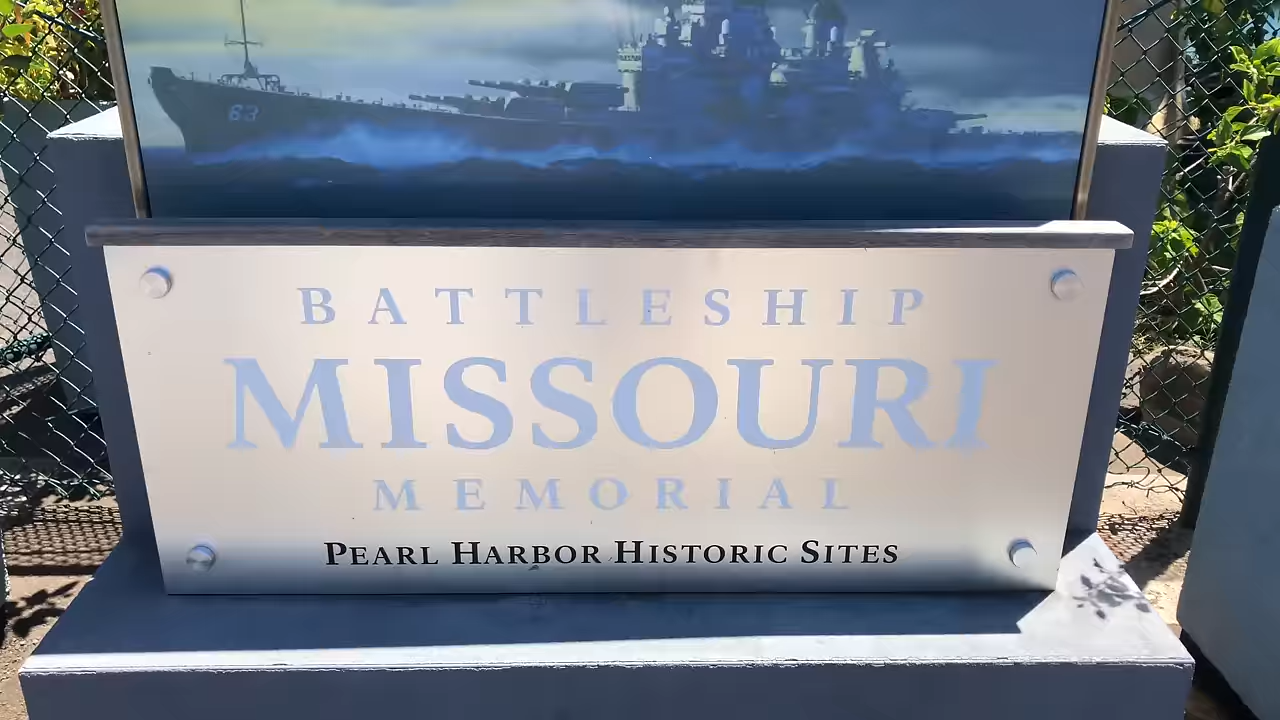 63
BATTLESHIP
MISSOURI
MEMORIAL
PEARL HARBOR HISTORIC SITES